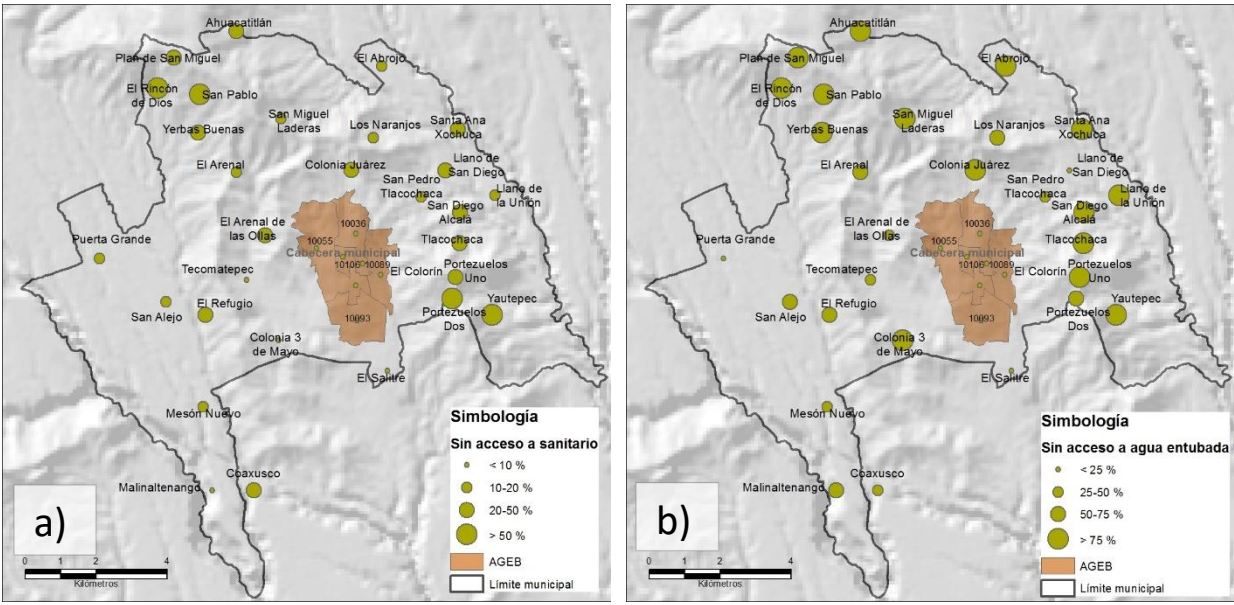 Ahuacatitlán
Plan de San Miguel
El Abrojo
El Rincón
de Dios
San Pablo
San Miguel
Laderas
Yerbas Buenas
Los Naranjos
Santa Ana
Xochuca
El Arenal
Colonia Juárez
Llano de
San Diego
San Pedro
Tlacochaca
Llano de
la Unión
San Diego
Alcalá
El Arenal de
las Ollas
10036
10055
Tlacochaca
Puerta Grande
Cabecera municipal
10106
10089
El Colorín
Portezuelos
Uno
Tecomatepec
San Alejo
El Refugio
Yautepec
Portezuelos
Dos
10093
Colonia 3
de Mayo
El Salitre
Mesón Nuevo
Malinaltenango
Coaxusco
Simbología
Sin acceso a sanitario
< 10 %
10-20 %
20-50 %
> 50 %
AGEB
Límite municipal
a)
0 1 2 4
Kilómetros
Ahuacatitlán
Plan de San Miguel
El Abrojo
El Rincón
de Dios
San Pablo
San Miguel
Laderas
Yerbas Buenas
Los Naranjos
Santa Ana
Xochuca
El Arenal
Colonia Juárez
Llano de
San Diego
San Pedro
Tlacochaca
Llano de
la Unión
San Diego
Alcalá
El Arenal de
las Ollas
10036
10055
Tlacochaca
Puerta Grande
Cabecera municipal
10106
10089
El Colorín
Portezuelos
Uno
Tecomatepec
San Alejo
El Refugio
Yautepec
Portezuelos
Dos
10093
Colonia 3
de Mayo
El Salitre
Mesón Nuevo
Malinaltenango
Coaxusco
Simbología
Sin acceso a agua entubada
< 25 %
25-50 %
50-75 %
> 75 %
AGEB
Límite municipal
b)
0 1 2 4
Kilómetros